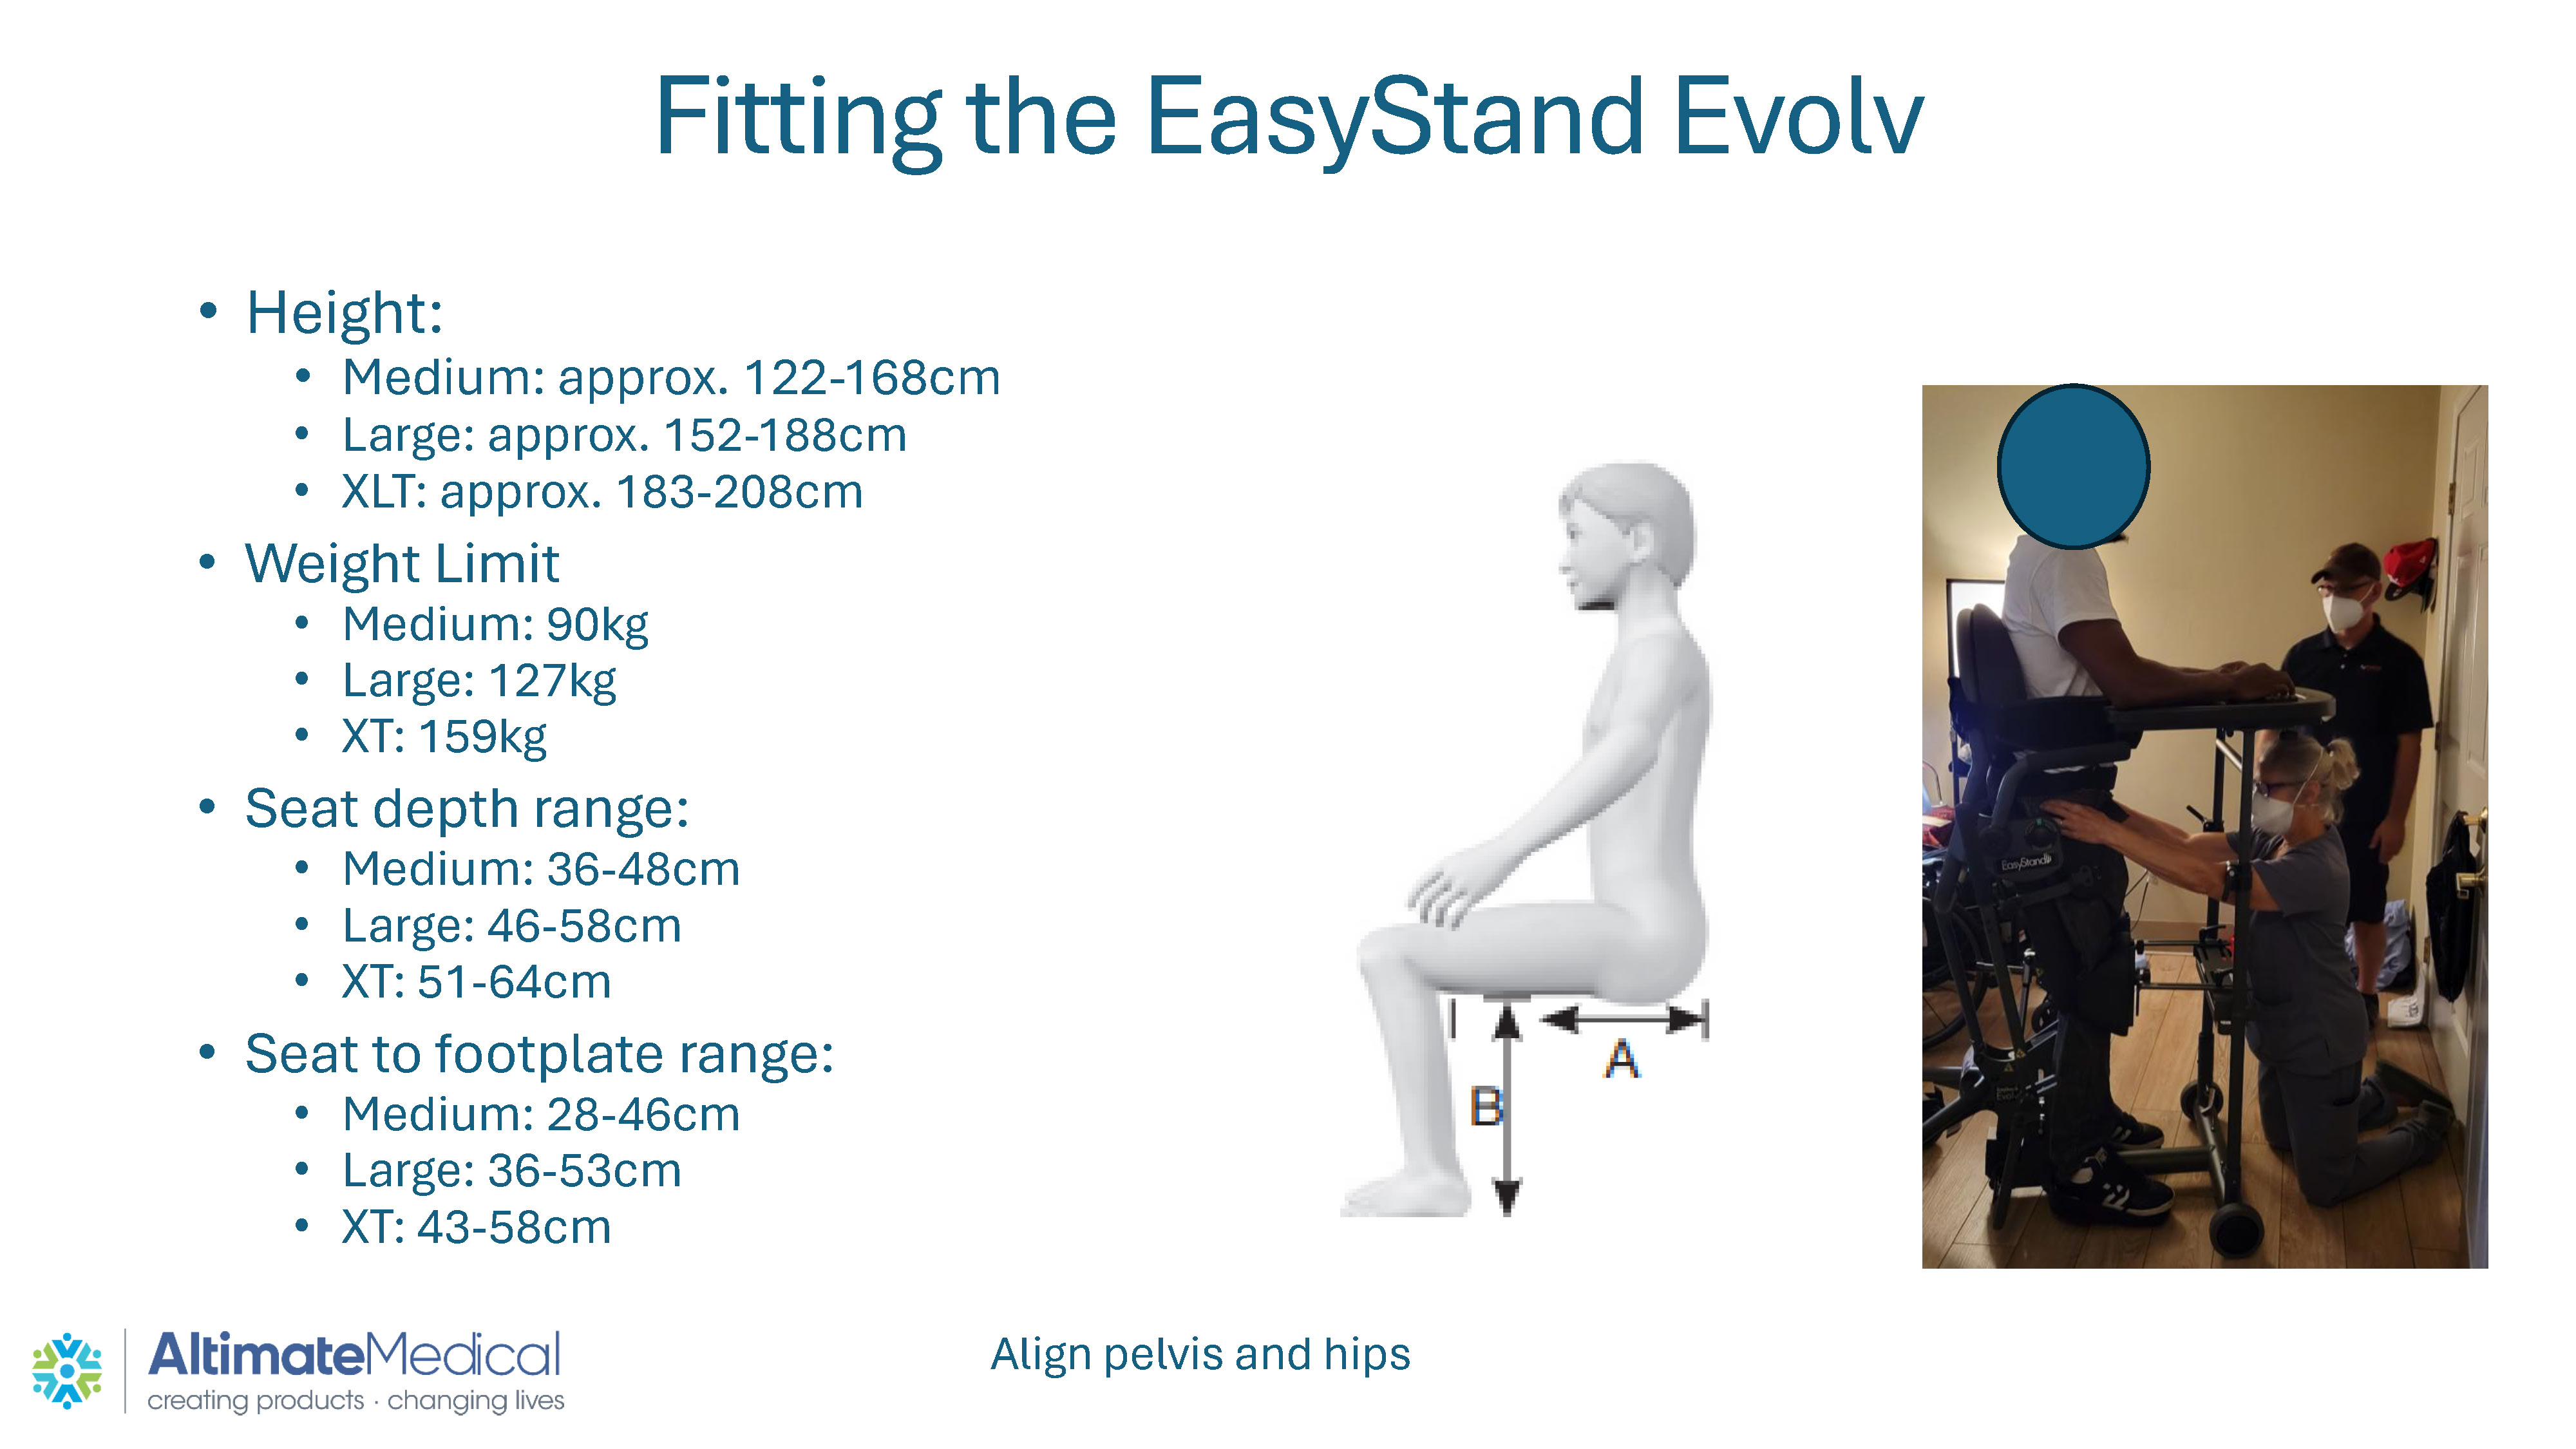 Fitting the EasyStand Evolv
• Height:
• Medium: approx. 122-168cm
• Large: approx. 152-188cm
• XLT: approx. 183-208cm
• Weight Limit
• Medium: 90kg
• Large: 127kg
• XT: 159kg
• Seat depth range:
• Medium: 36-48cm
• Large: 46-58cm
• XT: 51-64cm
• Seat to footplate range:
• Medium: 28-46cm
• Large: 36-53cm
• XT: 43-58cm
A
B
EasyStand
AltimateMedical
creating products · changing lives
Align pelvis and hips